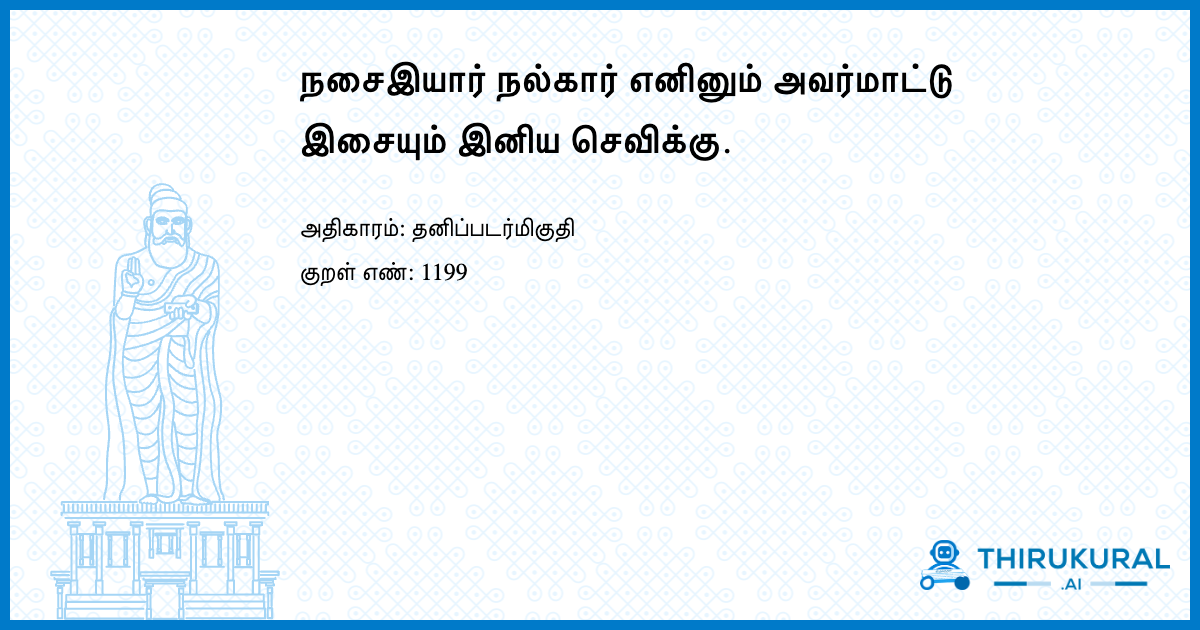 நசைஇயார் நல்கார் எனினும் அவர்மாட்டு
இசையும் இனிய செவிக்கு.
அதிகாரம்: தனிப்படர்மிகுதி
குறள் எண்: 1199
THIRUKURAL
.AI